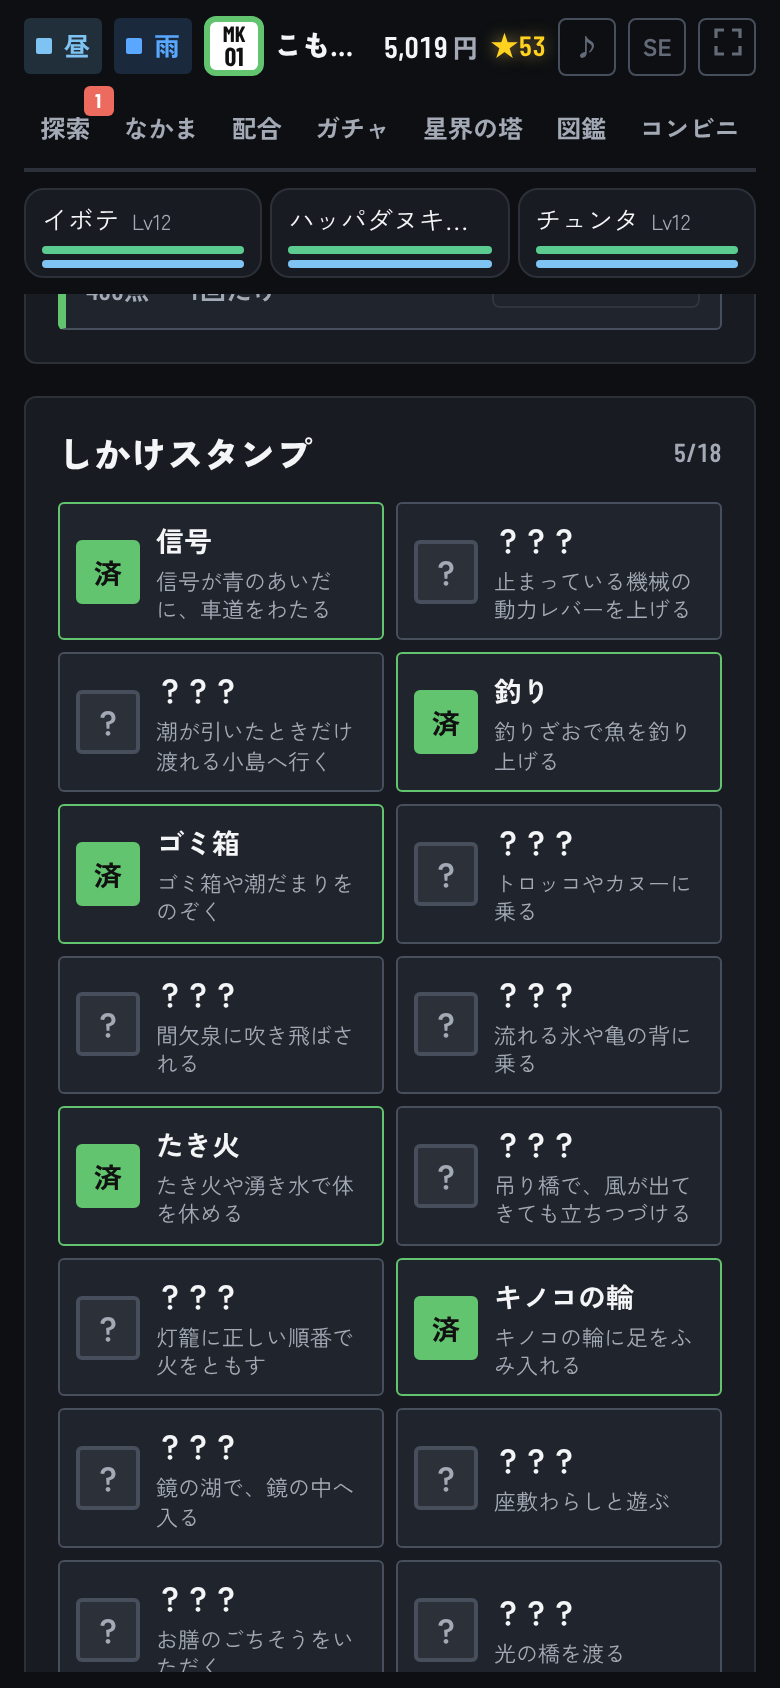 昼 雨 MK 01 こも... 5,019 円 ★53 ♪ SE
1
探索 なかま 配合 ガチャ 星界の塔 図鑑 コンビニ
イボテ Lv12 ハッパダヌキ... チュンタ Lv12
しかけスタンプ 5/18
済 信号
信号が青のあいだ
に、車道をわたる
? ???
止まっている機械の
動力レバーを上げる
? ???
潮が引いたときだけ
渡れる小島へ行く
済 釣り
釣りざおで魚を釣り
上げる
済 ゴミ箱
ゴミ箱や潮だまりを
のぞく
? ???
トロッコやカヌーに
乗る
? ???
間欠泉に吹き飛ばさ
れる
? ???
流れる氷や亀の背に
乗る
済 たき火
たき火や湧き水で体
を休める
? ???
吊り橋で、風が出て
きても立ちつづける
? ???
灯籠に正しい順番で
火をともす
済 キノコの輪
キノコの輪に足をふ
み入れる
? ???
鏡の湖で、鏡の中へ
入る
? ???
座敷わらしと遊ぶ
? ???
お膳のごちそうをい
ただく
? ???
光の橋を渡る